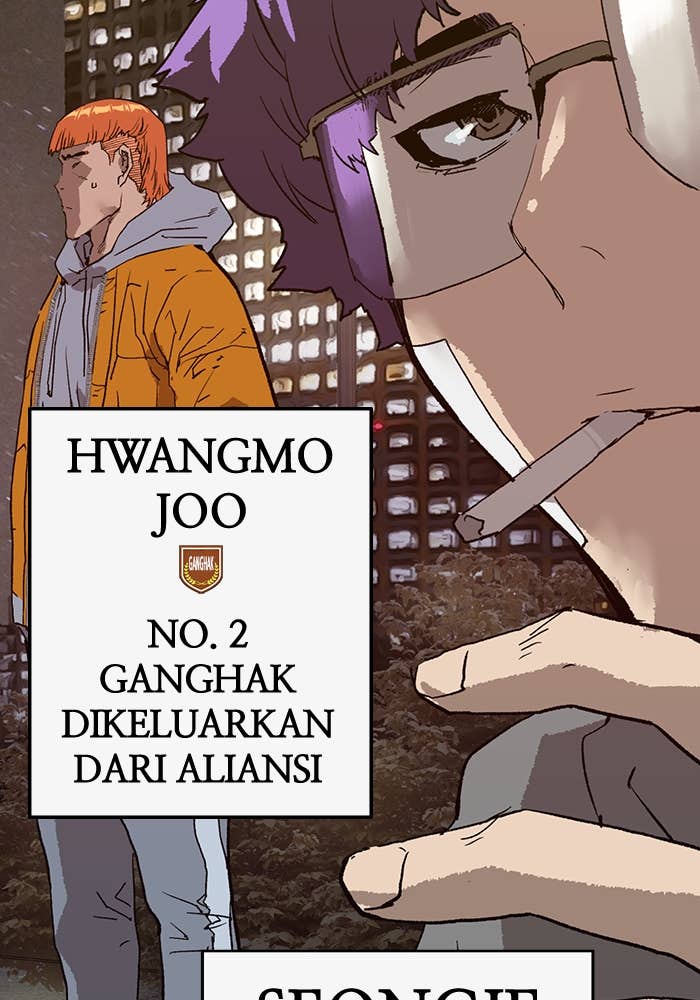 HWANGMO
JOO
GANGHAK
NO. 2
GANGHAK
DIKELUARKAN
DARI ALIANSI